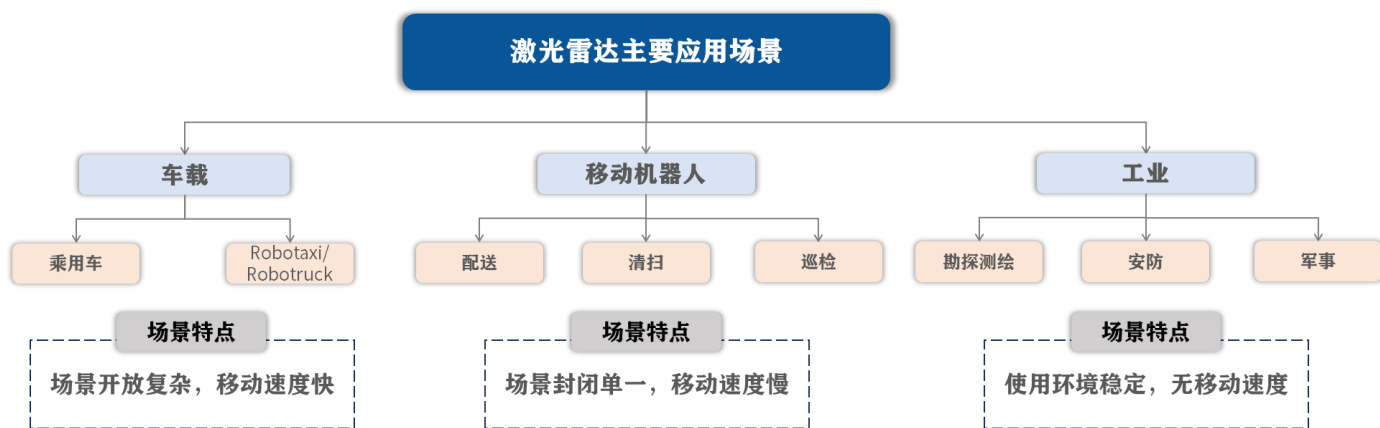 激光雷达主要应用场景
车载
移动机器人
工业
乘用车
Robotaxi/
Robotruck
配送
清扫
巡检
勘探测绘
安防
军事
场景特点
场景特点
场景特点
场景开放复杂，移动速度快
场景封闭单一，移动速度慢
使用环境稳定，无移动速度